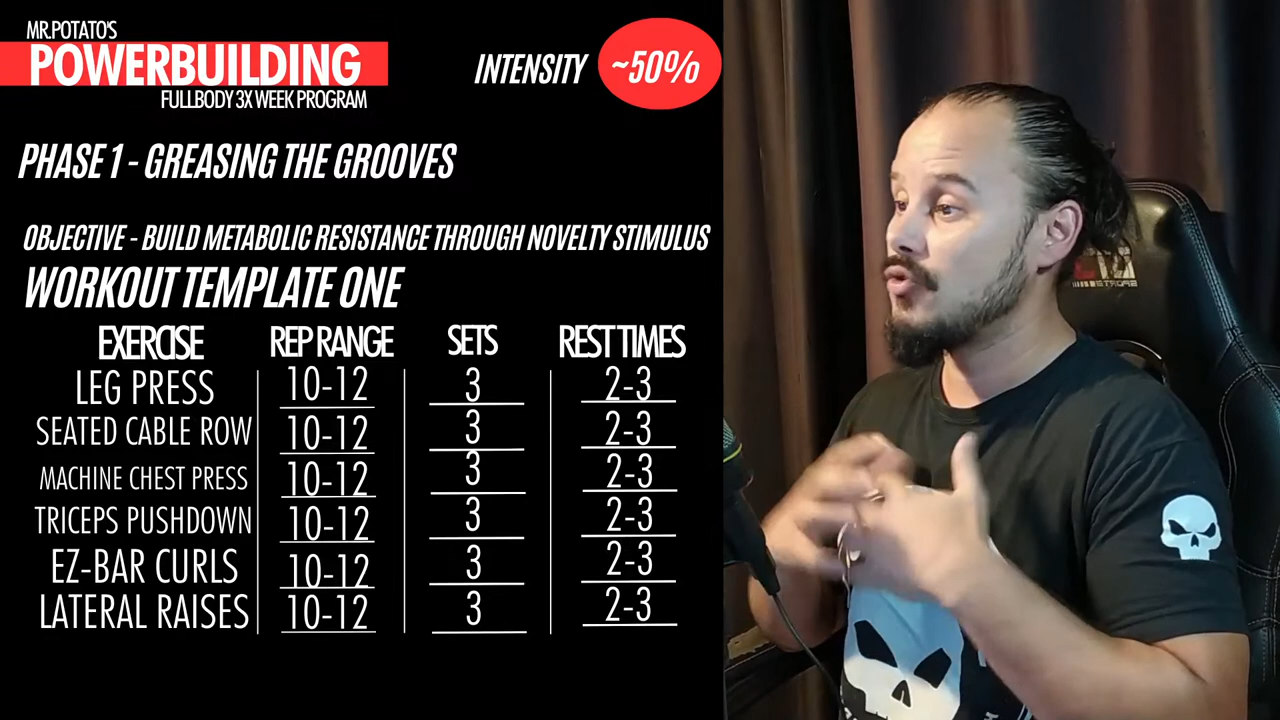 MR.POTATO'S
POWERBUILDING
FULLBODY 3X WEEK PROGRAM
INTENSITY ~50%
PHASE 1 - GREASING THE GROOVES
OBJECTIVE - BUILD METABOLIC RESISTANCE THROUGH NOVELTY STIMULUS
WORKOUT TEMPLATE ONE
EXERCISE REP RANGE SETS REST TIMES
LEG PRESS 10-12 3 2-3
SEATED CABLE ROW 10-12 3 2-3
MACHINE CHEST PRESS 10-12 3 2-3
TRICEPS PUSHDOWN 10-12 3 2-3
EZ-BAR CURLS 10-12 3 2-3
LATERAL RAISES 10-12 3 2-3